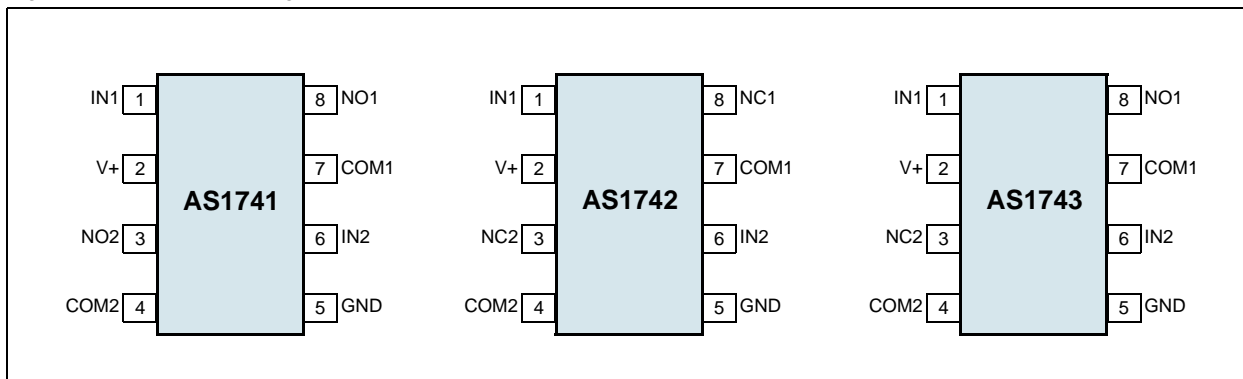 IN1 1 8 NO1
V+ 2 7 COM1
AS1741
NO2 3 6 IN2
COM2 4 5 GND
IN1 1 8 NC1
V+ 2 7 COM1
AS1742
NC2 3 6 IN2
COM2 4 5 GND
IN1 1 8 NO1
V+ 2 7 COM1
AS1743
NC2 3 6 IN2
COM2 4 5 GND